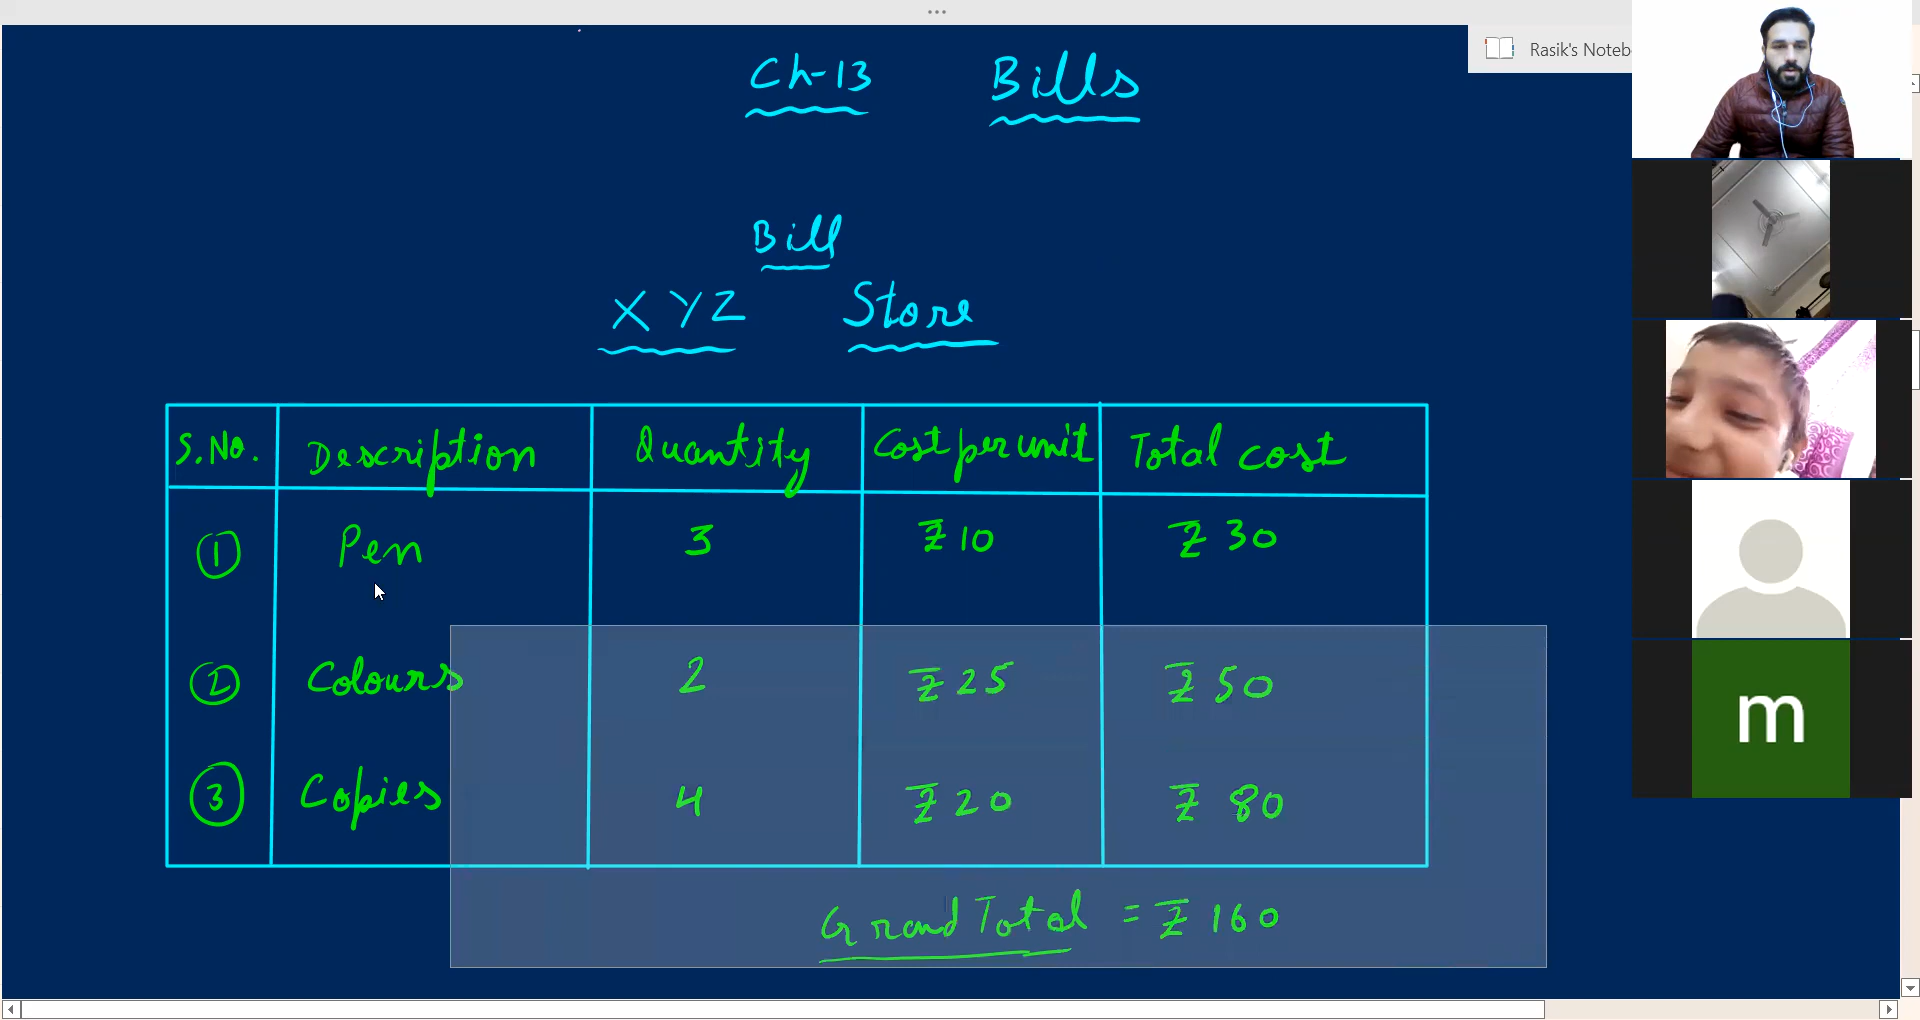 Rasik's Noteb
Ch-13 Bills
Bill
XYZ Store
S.No. Description Quantity Cost per unit Total cost
1 Pen 3 ₹10 ₹30
2 Colours 2 ₹25 ₹50
3 Copies 4 ₹20 ₹80
Grand Total = ₹160
m